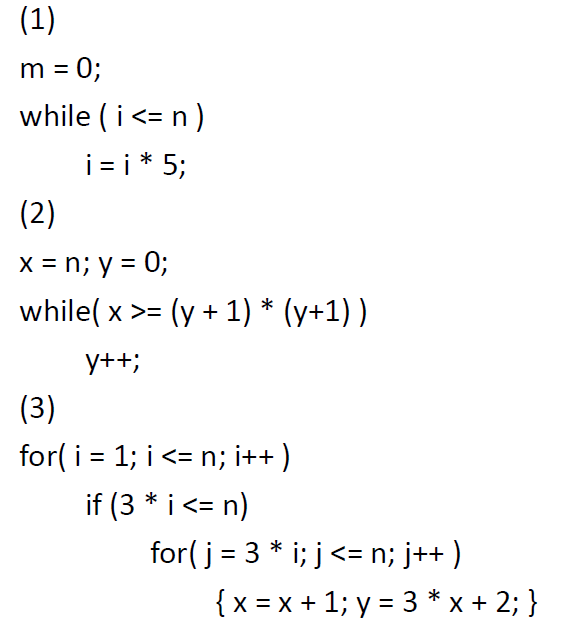 (1)
m = 0;
while ( i <= n )
i = i * 5;
(2)
x = n; y = 0;
while( x >= (y + 1) * (y+1) )
y++;
(3)
for( i = 1; i <= n; i++ )
if (3 * i <= n)
for( j = 3 * i; j <= n; j++ )
{ x = x + 1; y = 3 * x + 2; }